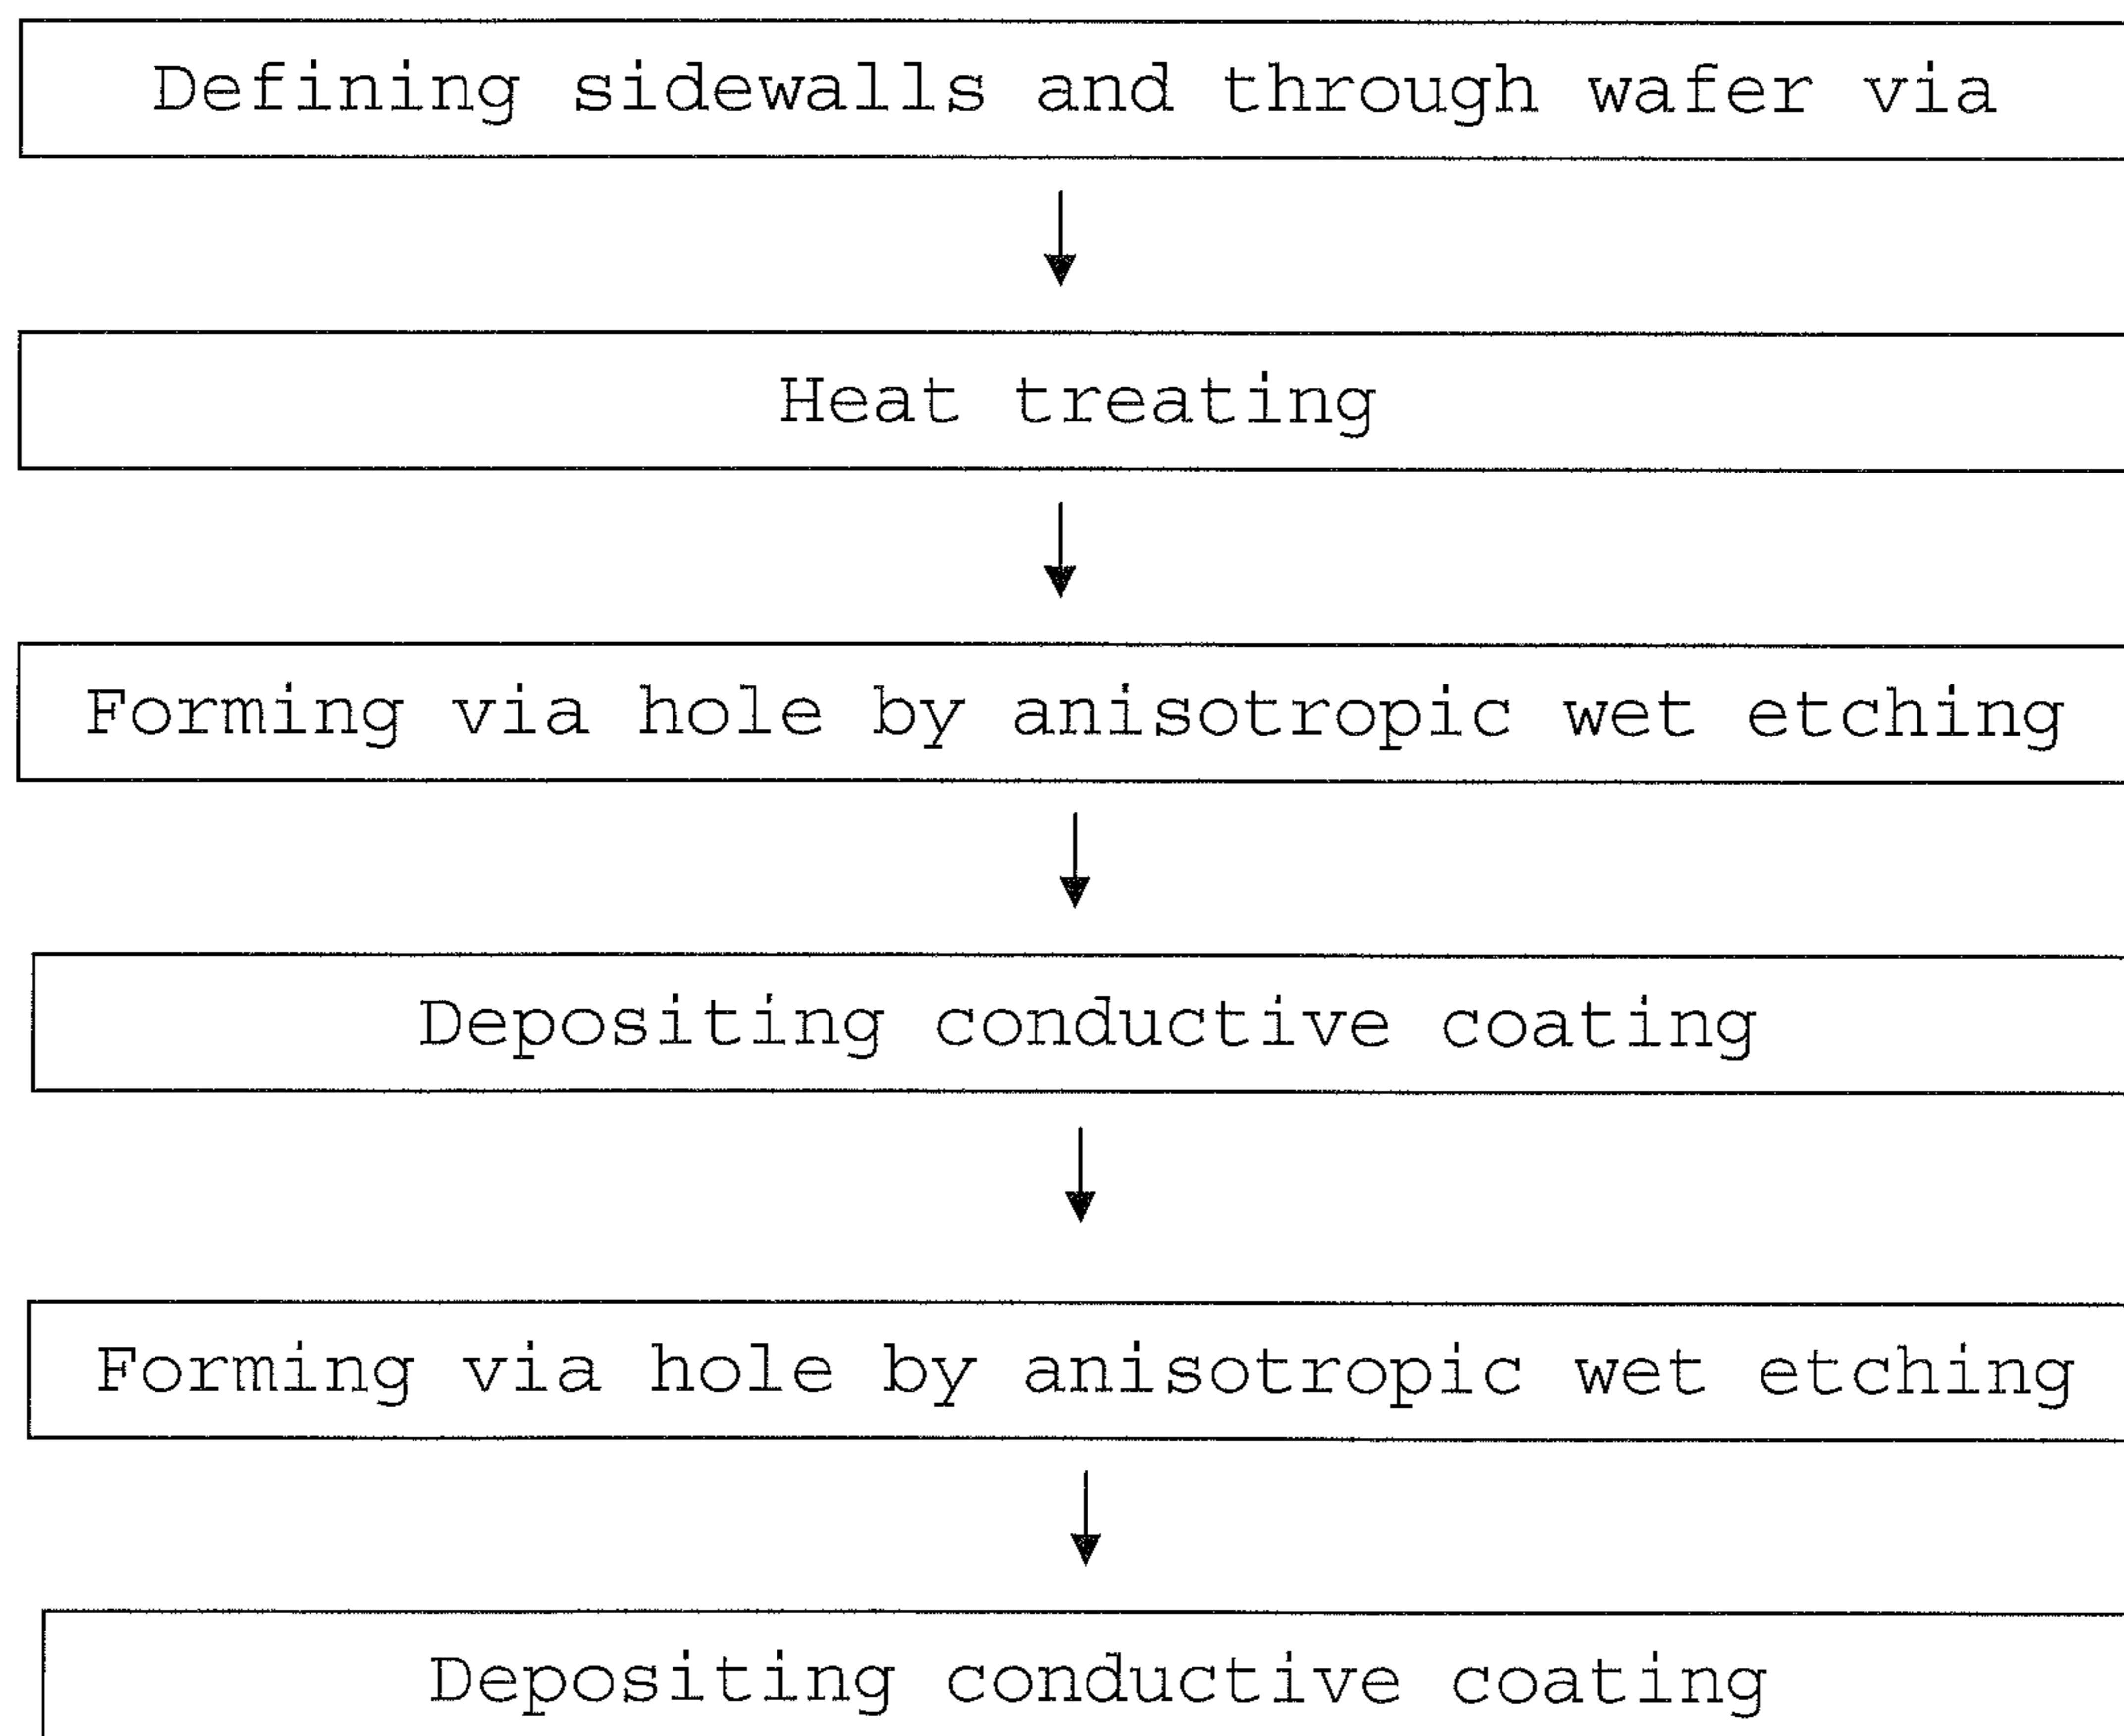 Defining sidewalls and through wafer via
Heat treating
Forming via hole by anisotropic wet etching
Depositing conductive coating
Forming via hole by anisotropic wet etching
Depositing conductive coating